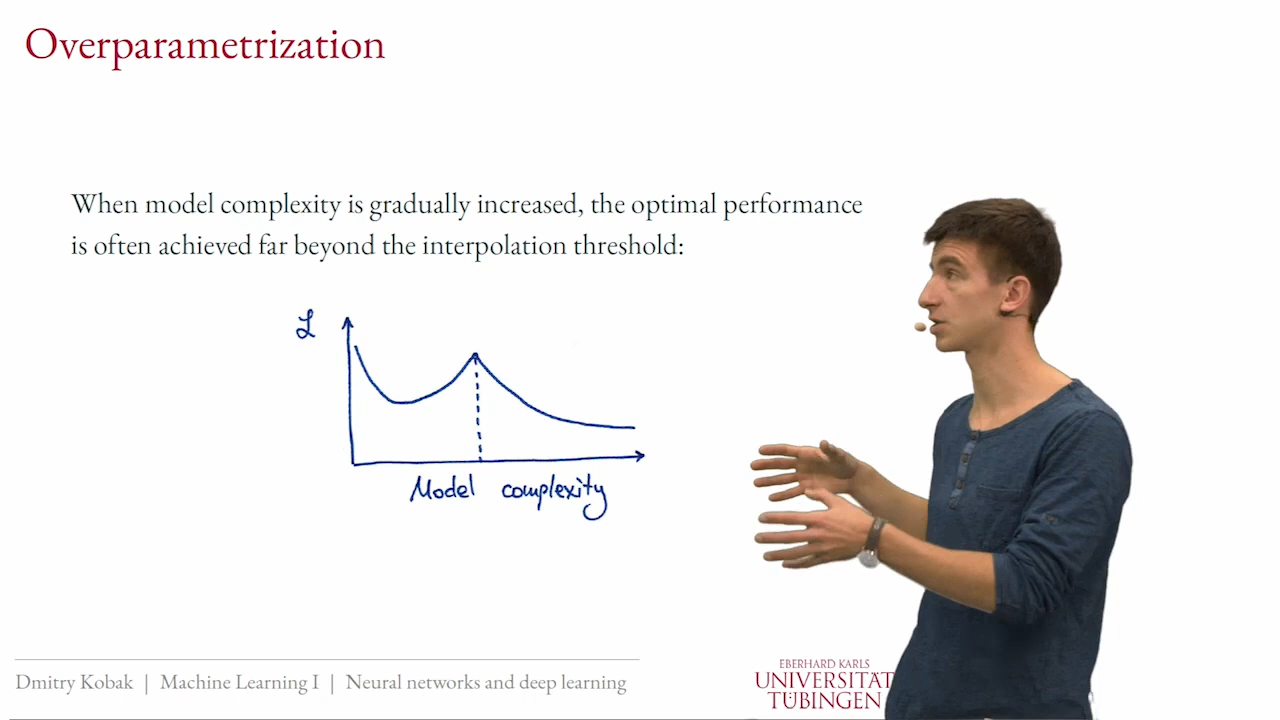 Overparametrization
When model complexity is gradually increased, the optimal performance
is often achieved far beyond the interpolation threshold:
ℒ
Model complexity
Dmitry Kobak | Machine Learning I | Neural networks and deep learning
EBERHARD KARLS
UNIVERSITÄT
TÜBINGEN